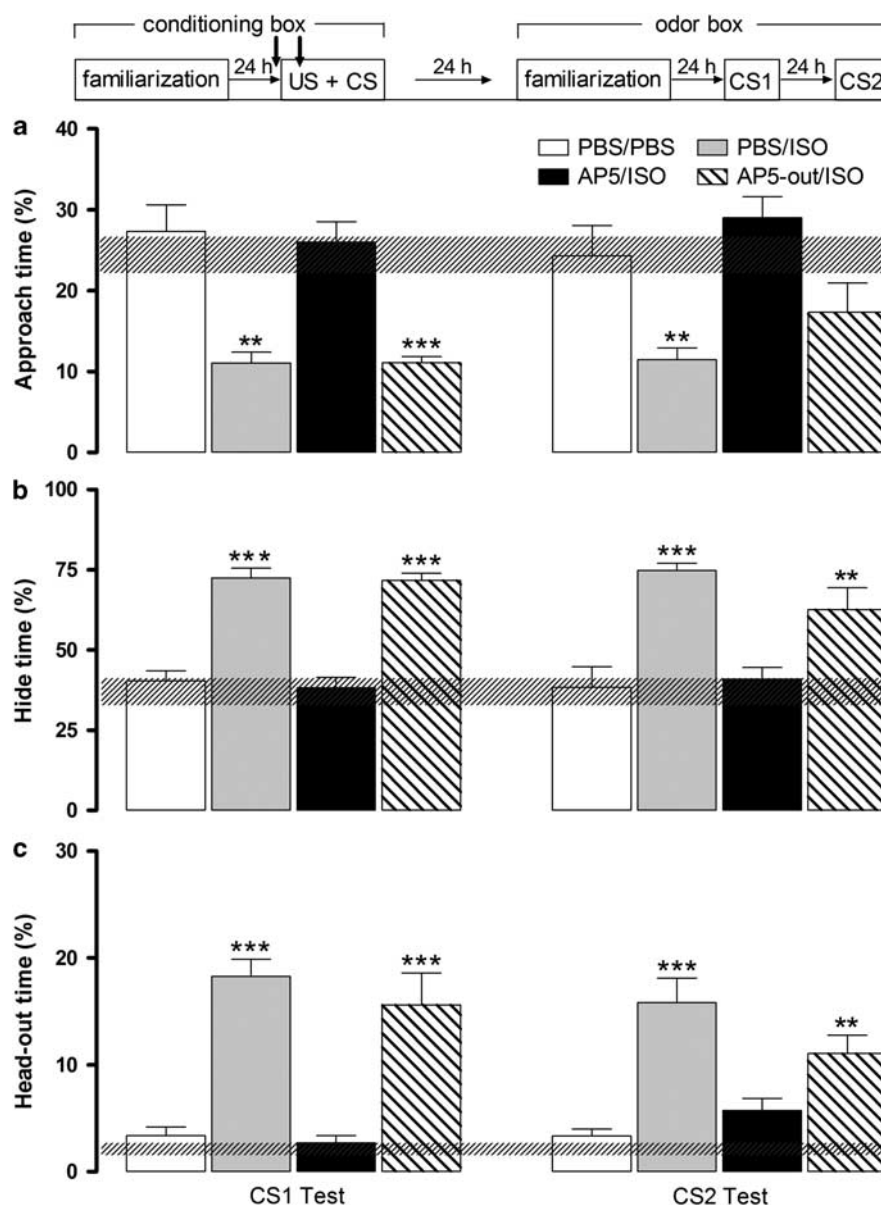 conditioning box odor box
familiarization 24 h US + CS 24 h familiarization 24 h CS1 24 h CS2
a
Approach time (%)
40
30
20
10
0
PBS/PBS PBS/ISO
AP5/ISO AP5-out/ISO
** *** **
b
Hide time (%)
100
75
50
25
0
*** *** *** **
c
Head-out time (%)
30
20
10
0
*** *** *** **
CS1 Test CS2 Test